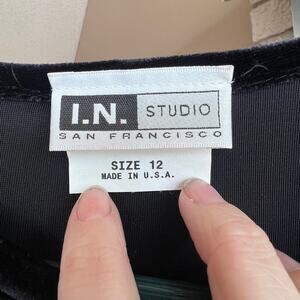 I.N. STUDIO
SAN FRANCISCO
SIZE 12
MADE IN U.S.A.